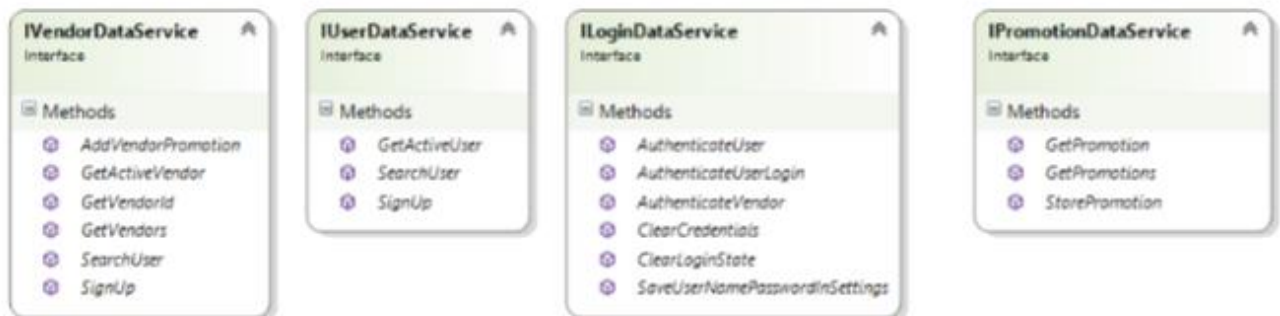 IVendorDataService
Interface
Methods
AddVendorPromotion
GetActiveVendor
GetVendorId
GetVendors
SearchUser
SignUp
IUserDataService
Interface
Methods
GetActiveUser
SearchUser
SignUp
ILoginDataService
Interface
Methods
AuthenticateUser
AuthenticateUserLogin
AuthenticateVendor
ClearCredentials
ClearLoginState
SaveUserNamePasswordInSettings
IPromotionDataService
Interface
Methods
GetPromotion
GetPromotions
StorePromotion